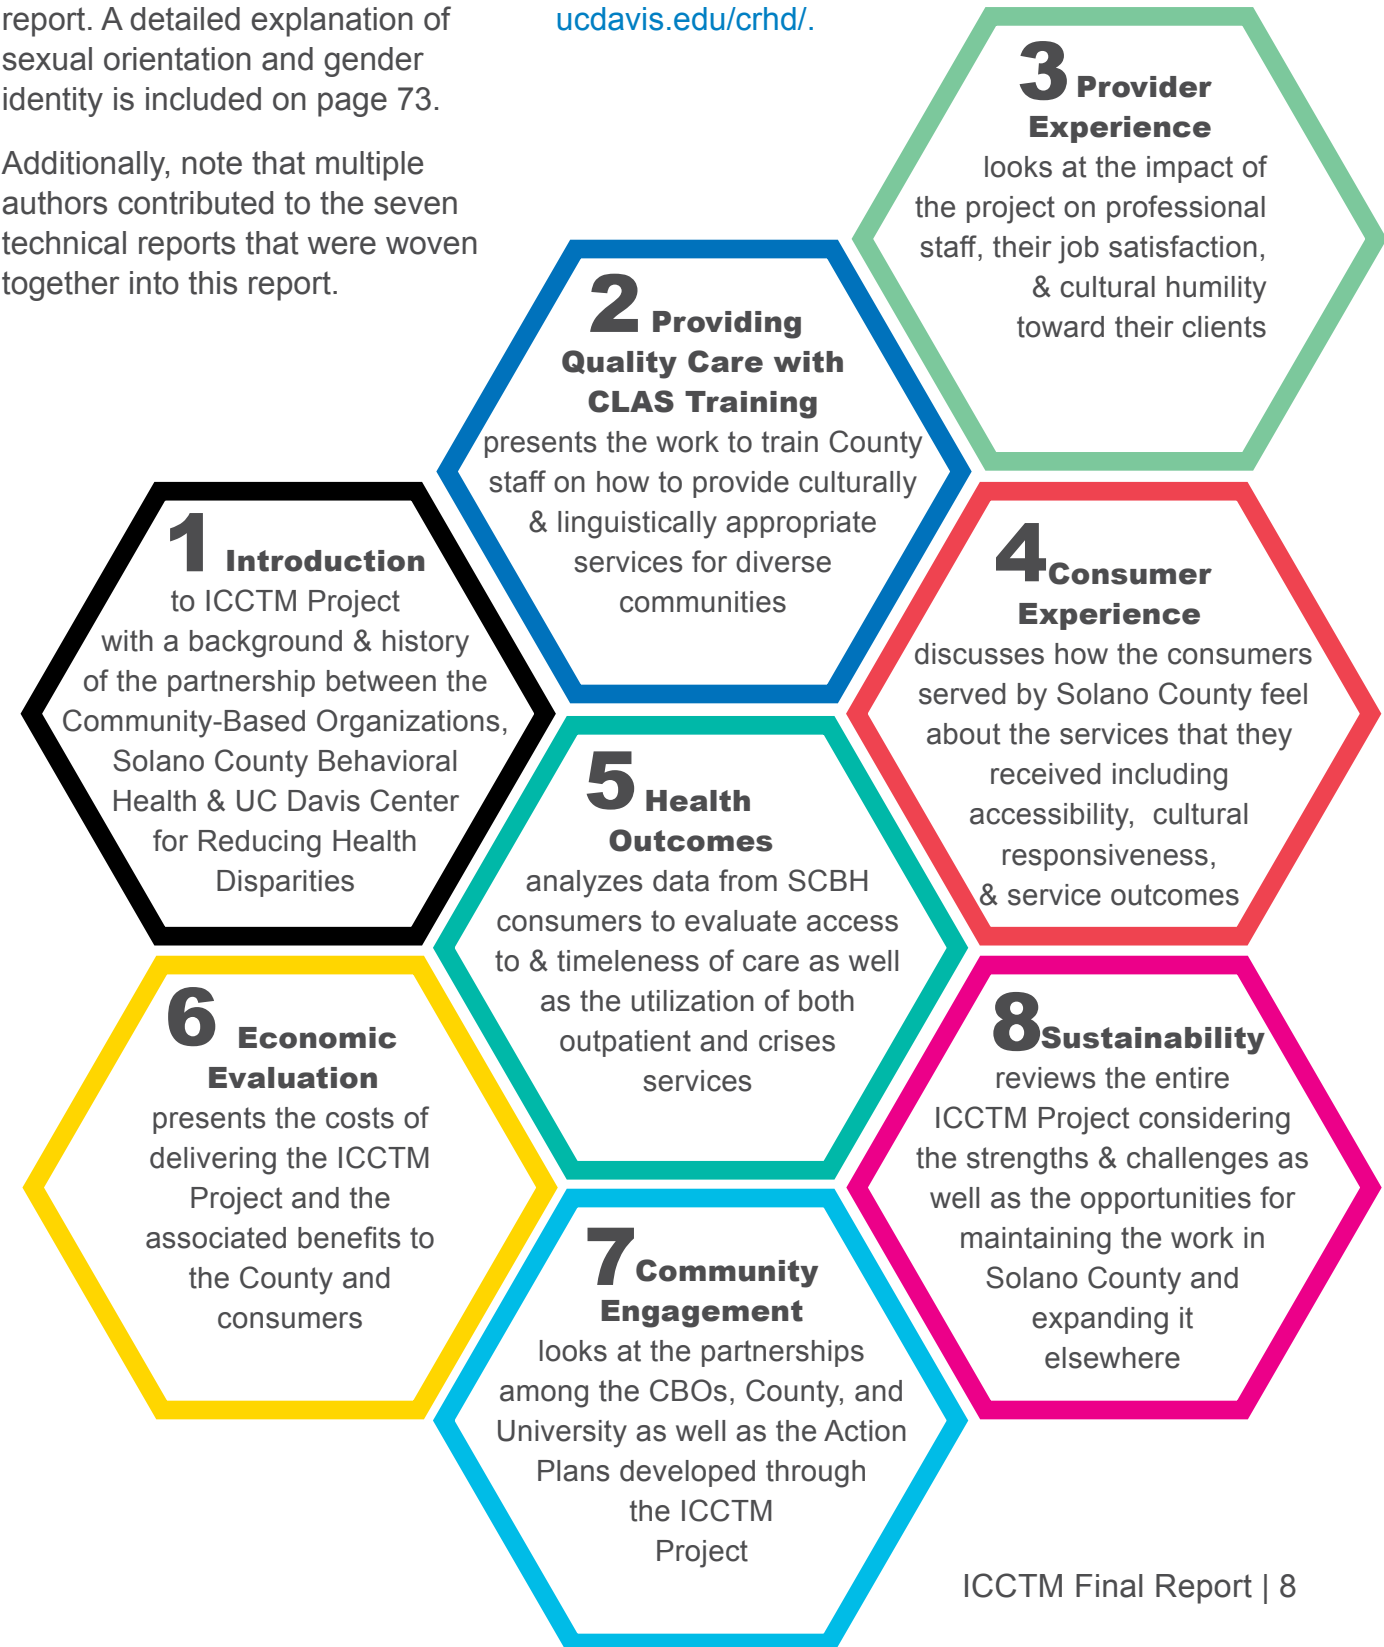 report. A detailed explanation of
sexual orientation and gender
identity is included on page 73.
Additionally, note that multiple
authors contributed to the seven
technical reports that were woven
together into this report.
ucdavis.edu/crhd/.
1 Introduction
to ICCTM Project
with a background & history
of the partnership between the
Community-Based Organizations,
Solano County Behavioral
Health & UC Davis Center
for Reducing Health
Disparities
2 Providing
Quality Care with
CLAS Training
presents the work to train County
staff on how to provide culturally
& linguistically appropriate
services for diverse
communities
3 Provider
Experience
looks at the impact of
the project on professional
staff, their job satisfaction,
& cultural humility
toward their clients
4 Consumer
Experience
discusses how the consumers
served by Solano County feel
about the services that they
received including
accessibility, cultural
responsiveness,
& service outcomes
5 Health
Outcomes
analyzes data from SCBH
consumers to evaluate access
to & timeleness of care as well
as the utilization of both
outpatient and crises
services
6 Economic
Evaluation
presents the costs of
delivering the ICCTM
Project and the
associated benefits to
the County and
consumers
7 Community
Engagement
looks at the partnerships
among the CBOs, County, and
University as well as the Action
Plans developed through
the ICCTM
Project
8 Sustainability
reviews the entire
ICCTM Project considering
the strengths & challenges as
well as the opportunities for
maintaining the work in
Solano County and
expanding it
elsewhere
ICCTM Final Report | 8